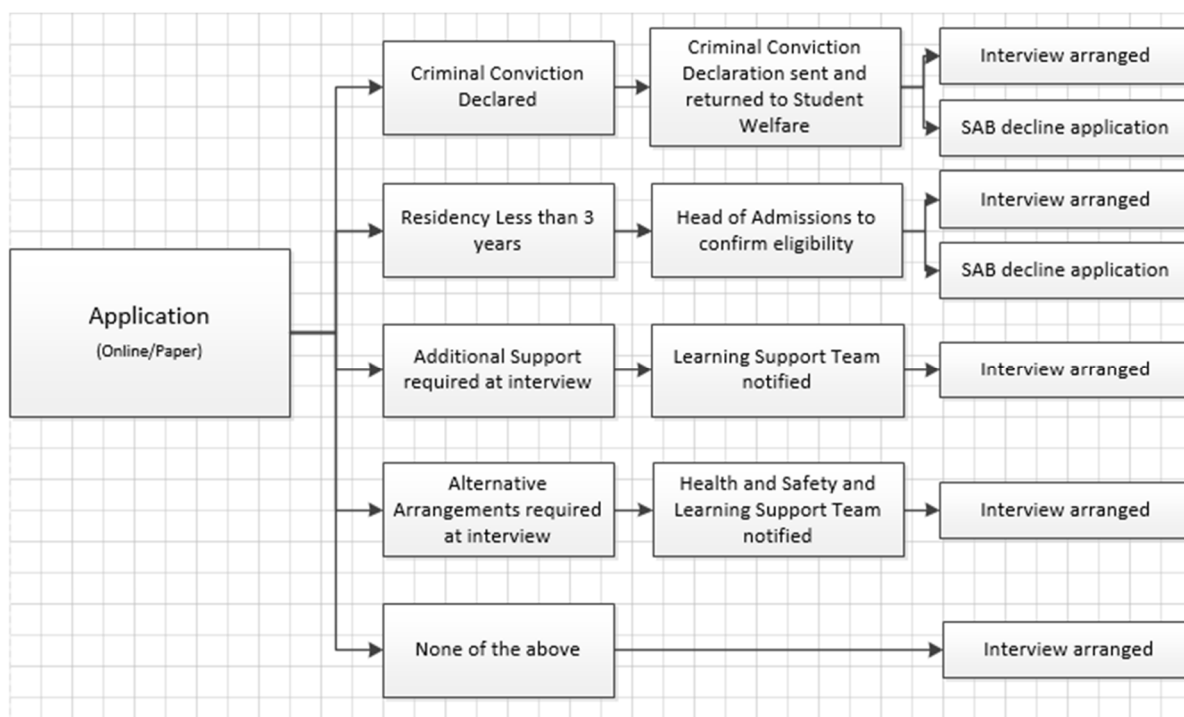 Criminal Conviction
Declared
Criminal Conviction
Declaration sent and
returned to Student
Welfare
Interview arranged
SAB decline application
Residency Less than 3
years
Head of Admissions to
confirm eligibility
Interview arranged
SAB decline application
Application
(Online/Paper)
Additional Support
required at interview
Learning Support Team
notified
Interview arranged
Alternative
Arrangements required
at interview
Health and Safety and
Learning Support Team
notified
Interview arranged
None of the above
Interview arranged